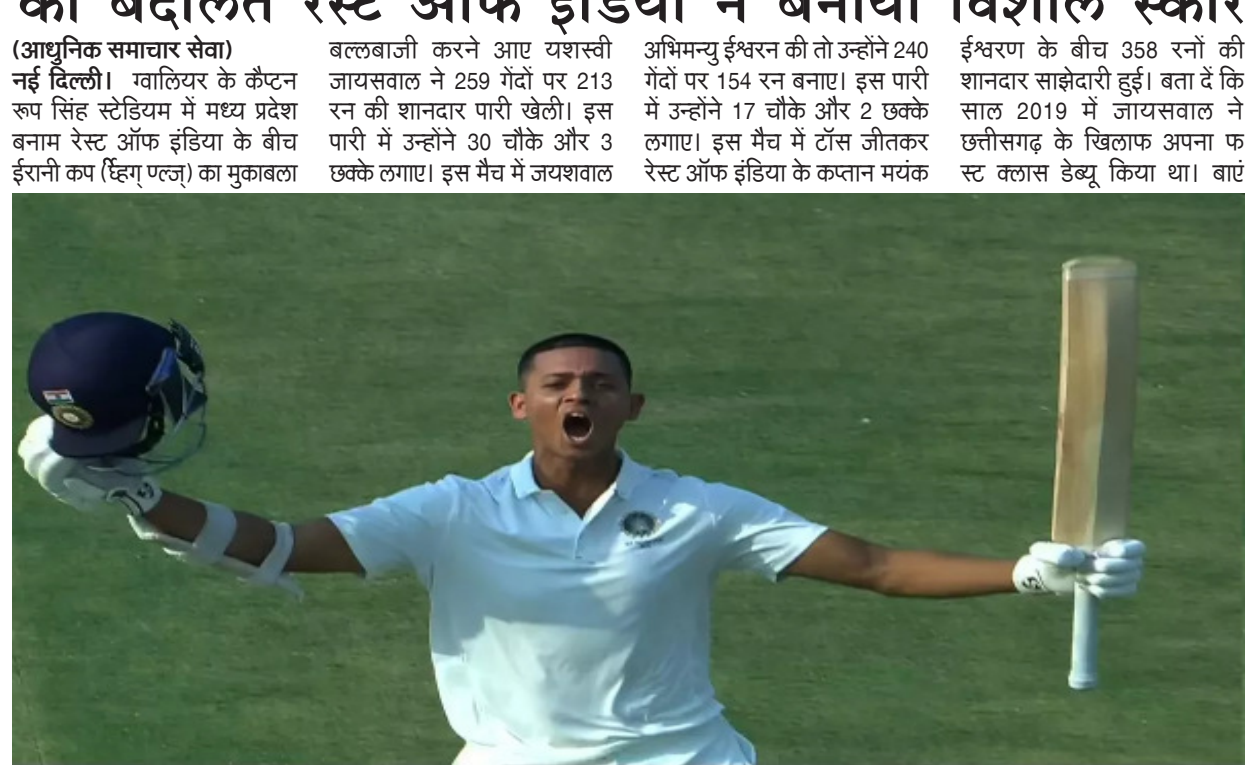 की बदौलत रेस्ट ऑफ इंडिया ने बनाया विशाल स्कोर
(आधुनिक समाचार सेवा)
नई दिल्ली। ग्वालियर के कैप्टन
रूप सिंह स्टेडियम में मध्य प्रदेश
बनाम रेस्ट ऑफ इंडिया के बीच
ईरानी कप () का मुकाबला
बल्लबाजी करने आए यशस्वी
जायसवाल ने 259 गेंदों पर 213
रन की शानदार पारी खेली। इस
पारी में उन्होंने 30 चौके और 3
छक्के लगाए। इस मैच में जयशवाल
अभिमन्यु ईश्वरन की तो उन्होंने 240
गेंदों पर 154 रन बनाए। इस पारी
में उन्होंने 17 चौके और 2 छक्के
लगाए। इस मैच में टॉस जीतकर
रेस्ट ऑफ इंडिया के कप्तान मयंक
ईश्वरण के बीच 358 रनों की
शानदार साझेदारी हुई। बता दें कि
साल 2019 में जायसवाल ने
छत्तीसगढ़ के खिलाफ अपना फ
स्ट क्लास डेब्यू किया था। बाएं